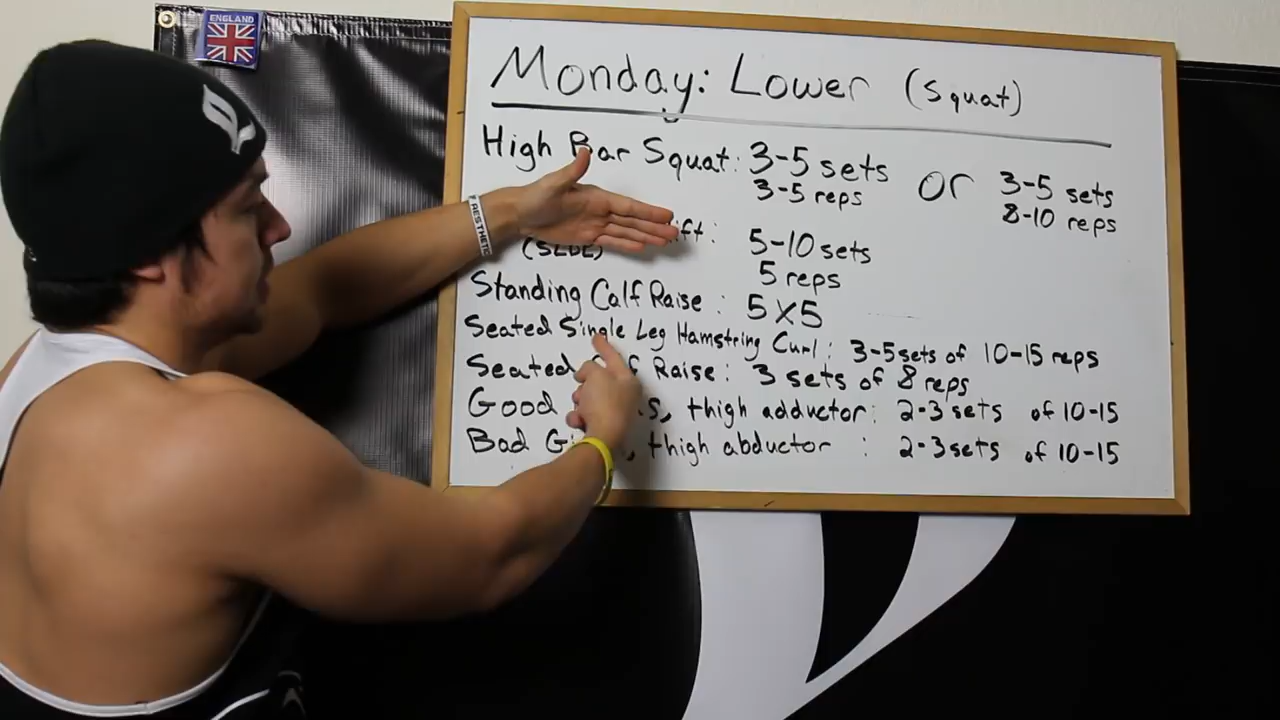 ENGLAND
Monday: Lower (Squat)
High Bar Squat: 3-5 sets or 3-5 sets
3-5 reps 8-10 reps
5-10 sets
(SLDL) 5 reps
Standing Calf Raise : 5x5
Seated Single Leg Hamstring Curl : 3-5 sets of 10-15 reps
Seated Calf Raise : 3 sets of 8 reps
Good thigh adductor : 2-3 sets of 10-15
Bad thigh abductor : 2-3 sets of 10-15
AESTHETIC